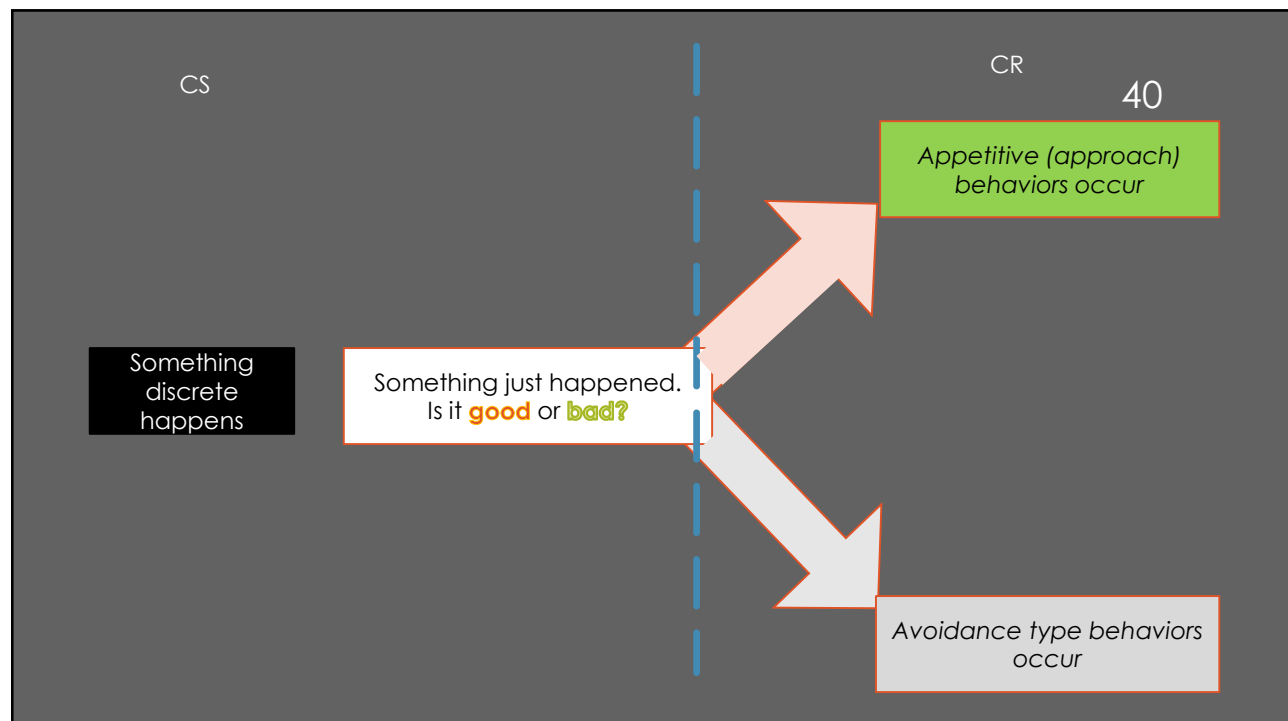 CS
CR
40
Appetitive (approach)
behaviors occur
Something
discrete
happens
Something just happened.
Is it good or bad?
Avoidance type behaviors
occur